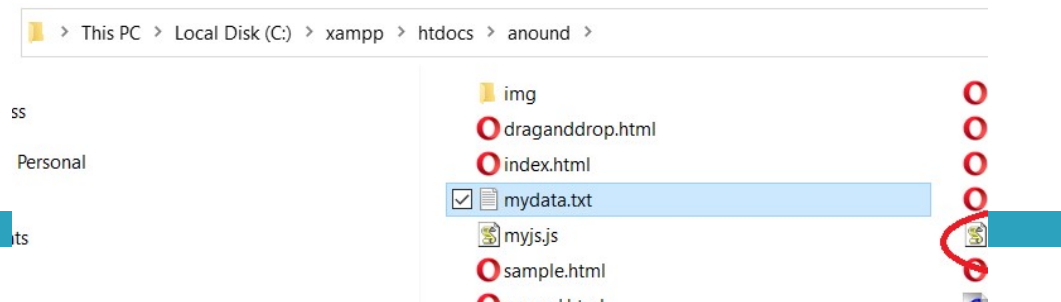 This PC > Local Disk (C:) > xampp > htdocs > anound >
ss
Personal
its
img
draganddrop.html
index.html
mydata.txt
myjs.js
sample.html